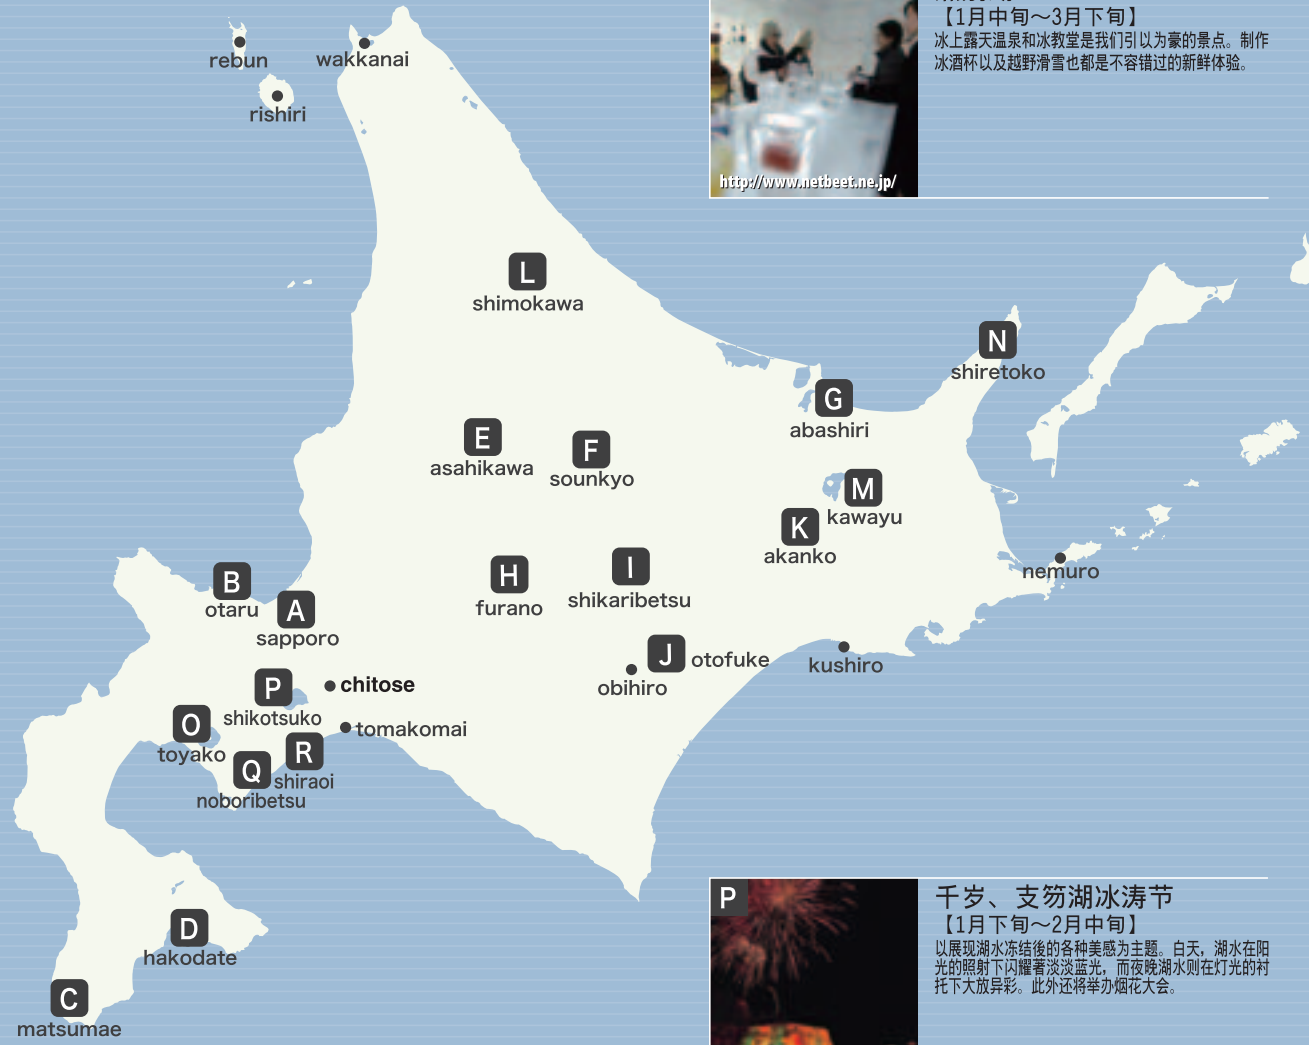 【1月中旬～3月下旬】
冰上露天温泉和冰教堂是我们引以为豪的景点。制作
冰酒杯以及越野滑雪也都是不容错过的新鲜体验。
http://www.netbeet.ne.jp/
rebun
wakkanai
rishiri
L
shimokawa
N
shiretoko
G
abashiri
E
asahikawa
F
sounkyo
M
kawayu
K
akanko
nemuro
B
otaru
A
sapporo
H
furano
I
shikaribetsu
J
otofuke
obihiro
kushiro
P
shikotsuko
chitose
O
toyako
tomakomai
R
shiraoi
Q
noboribetsu
D
hakodate
C
matsumae
P
千岁、支笏湖冰涛节
【1月下旬～2月中旬】
以展现湖水冻结後的各种美感为主题。白天，湖水在阳
光的照射下闪耀著淡淡蓝光，而夜晚湖水则在灯光的衬
托下大放异彩。此外还将举办烟花大会。